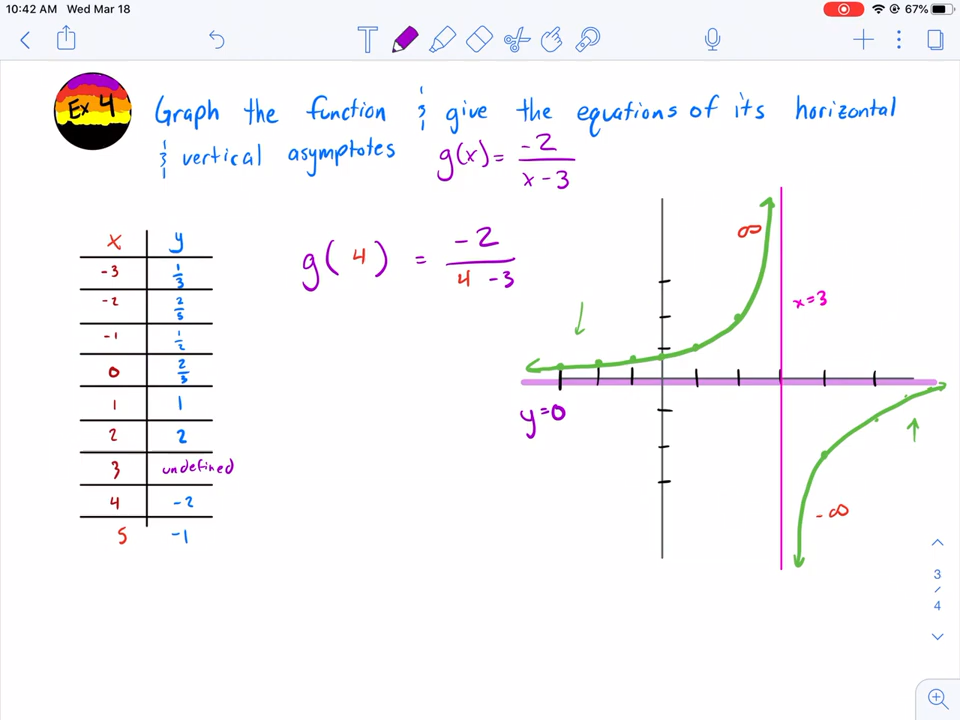 10:42 AM Wed Mar 18
67%
Ex 4
Graph the function & give the equations of its horizontal
& vertical asymptotes
g(x) = -2 / x - 3
g( 4 ) = -2 / 4 - 3
x y
-3 1/3
-2 2/5
-1 1/2
0 2/3
1 1
2 2
3 undefined
4 -2
5 -1
∞
x=3
y=0
-∞
3
/
4